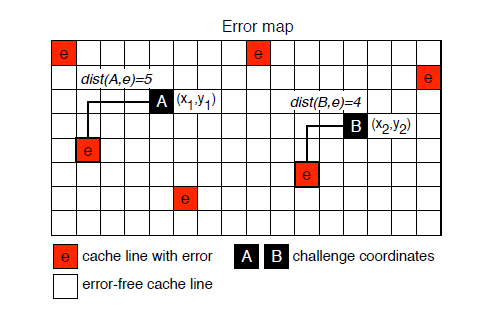 Error map
e e
e
dist(A,e)=5
A (x1,y1)
dist(B,e)=4
B (x2,y2)
e
e
e
e cache line with error A B challenge coordinates
error-free cache line